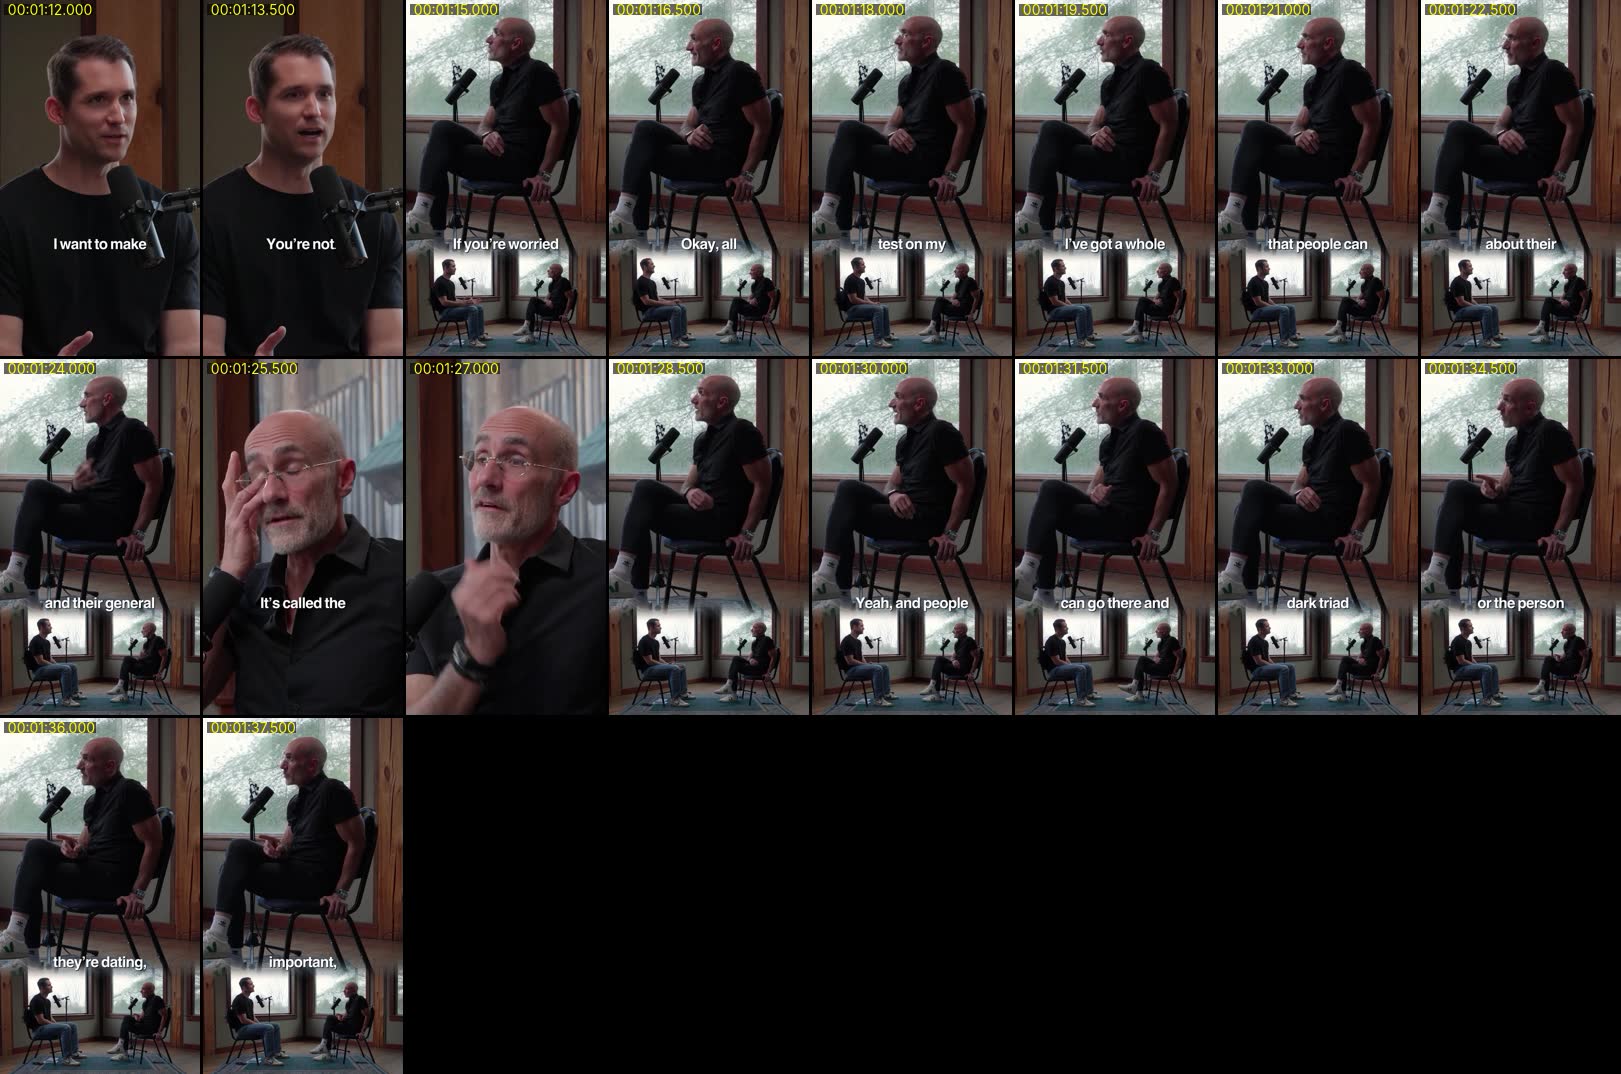 00:01:12.000
I want to make
00:01:13.500
You're not
00:01:15.000
If you're worried
00:01:16.500
Okay, all
00:01:18.000
test on my
00:01:19.500
I've got a whole
00:01:21.000
that people can
00:01:22.500
about their
00:01:24.000
and their general
00:01:25.500
It's called the
00:01:27.000
00:01:28.500
00:01:30.000
Yeah, and people
00:01:31.500
can go there and
00:01:33.000
dark triad
00:01:34.500
or the person
00:01:36.000
they're dating,
00:01:37.500
important,